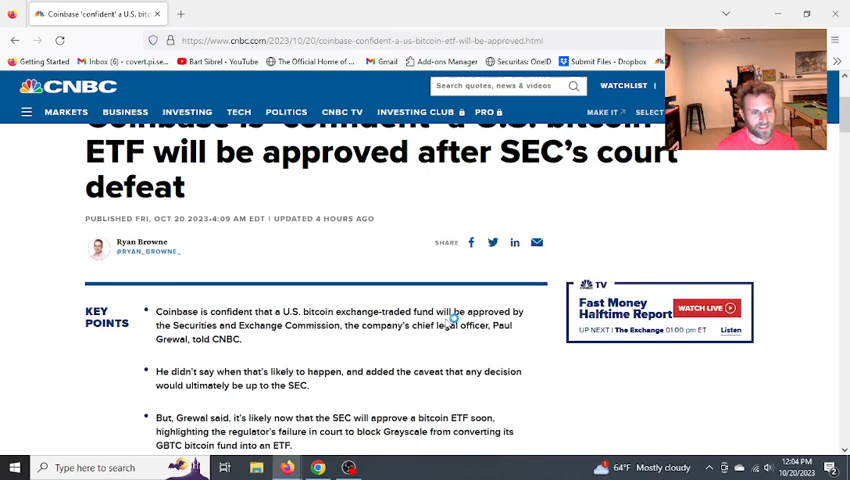 Coinbase 'confident' a U.S. bitc
https://www.cnbc.com/2023/10/20/coinbase-confident-a-us-bitcoin-etf-will-be-approved.html
Getting Started
Inbox (6) - covert.pi.se...
Bart Sibrel - YouTube
The Official Home of ...
Gmail
Add-ons Manager
Securitas: OneID
Submit Files - Dropbox
CNBC
Search quotes, news & videos
WATCHLIST
MARKETS BUSINESS INVESTING TECH POLITICS CNBC TV INVESTING CLUB PRO MAKE IT SELECT
Coinbase is 'confident' a U.S. bitcoin
ETF will be approved after SEC's court
defeat
PUBLISHED FRI, OCT 20 2023•4:09 AM EDT | UPDATED 4 HOURS AGO
Ryan Browne
@RYAN_BROWNE_
SHARE
KEY
POINTS
Coinbase is confident that a U.S. bitcoin exchange-traded fund will be approved by
the Securities and Exchange Commission, the company's chief legal officer, Paul
Grewal, told CNBC.
He didn't say when that's likely to happen, and added the caveat that any decision
would ultimately be up to the SEC.
But, Grewal said, it's likely now that the SEC will approve a bitcoin ETF soon,
highlighting the regulator's failure in court to block Grayscale from converting its
GBTC bitcoin fund into an ETF.
TV
Fast Money
Halftime Report
WATCH LIVE
UP NEXT | The Exchange 01:00 pm ET
Listen
Type here to search
64°F Mostly cloudy
12:04 PM
10/20/2023
2